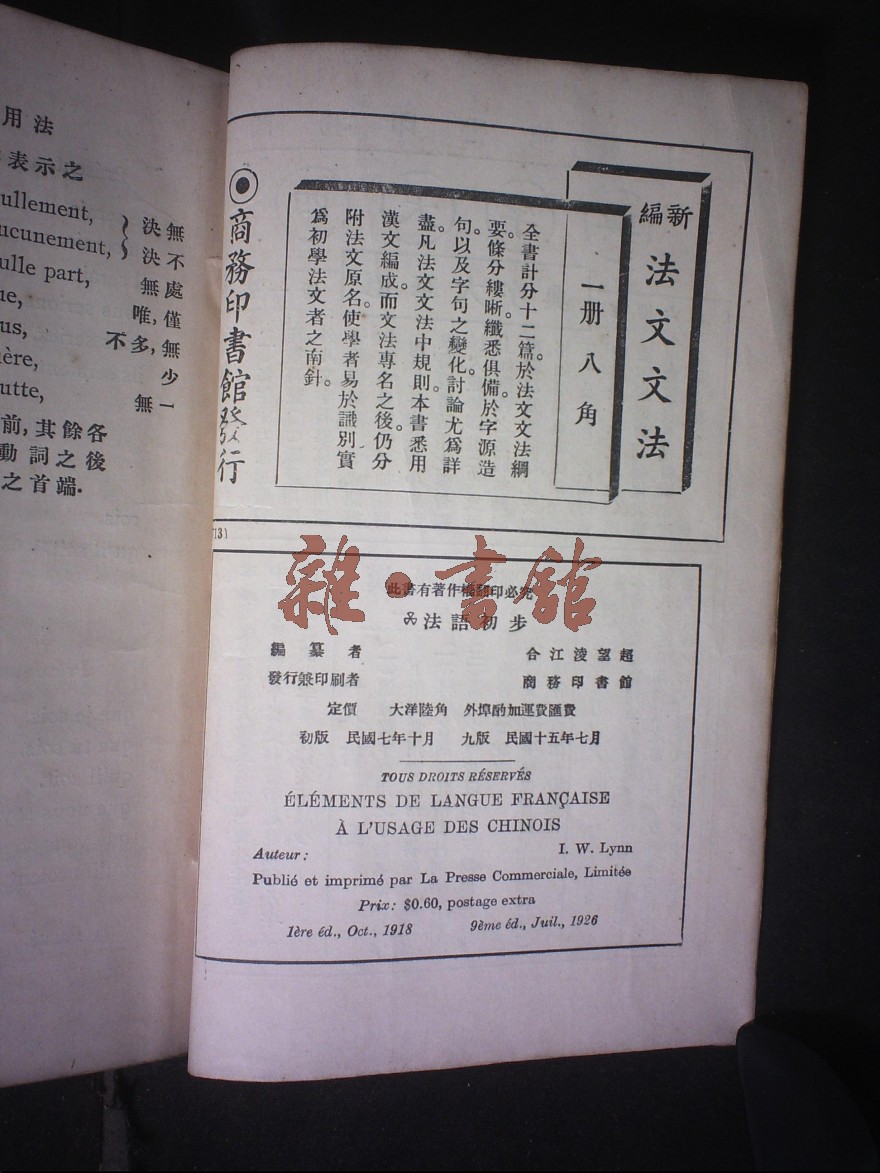 用法
表示之
ullement,
ucunement,
ulle part,
ue,
us,
ière,
utte,
決無
決不
無處
唯,僅
不多,無
少
無一
前,其餘各
動詞之後
之首端.
新編
法文文法
一册八角
全書計分十二篇。於法文文法綱
要。條分縷晰。纖悉俱備。於字源造
句。以及字句之變化。討論尤爲詳
盡。凡法文文法中規則。本書悉用
漢文編成。而文法專名之後。仍分
附法文原名。使學者易於識別。實
爲初學法文者之南針。
商務印書館發行
13)
雜·書館
此書有著作權翻印必究
法語初步
編纂者 合江淩望超
發行兼印刷者 商務印書館
定價 大洋陸角 外埠酌加運費匯費
初版 民國七年十月 九版 民國十五年七月
TOUS DROITS RÉSERVÉS
ÉLÉMENTS DE LANGUE FRANÇAISE
À L'USAGE DES CHINOIS
Auteur: I. W. Lynn
Publié et imprimé par La Presse Commerciale, Limitée
Prix: $0.60, postage extra
1ère éd., Oct., 1918 9ème éd., Juil., 1926